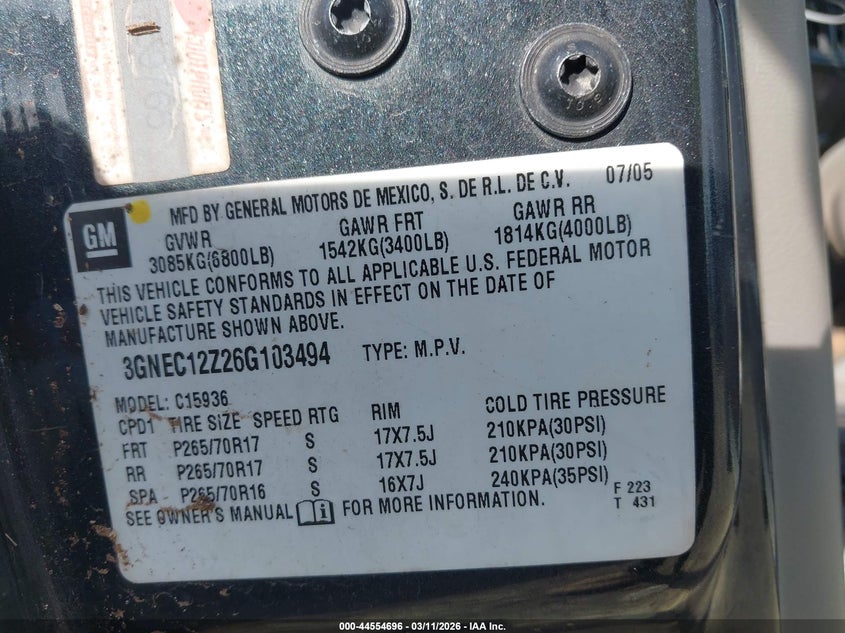 MFD BY GENERAL MOTORS DE MEXICO, S. DE R.L. DE C.V. 07/05
GM
GVWR GAWR FRT GAWR RR
3085KG(6800LB) 1542KG(3400LB) 1814KG(4000LB)
THIS VEHICLE CONFORMS TO ALL APPLICABLE U.S. FEDERAL MOTOR
VEHICLE SAFETY STANDARDS IN EFFECT ON THE DATE OF
MANUFACTURE SHOWN ABOVE.
3GNEC12Z26G103494 TYPE: M.P.V.
MODEL: C15936
CPD1 TIRE SIZE SPEED RTG RIM COLD TIRE PRESSURE
FRT P265/70R17 S 17X7.5J 210KPA(30PSI)
RR P265/70R17 S 17X7.5J 210KPA(30PSI)
SPA P265/70R16 S 16X7J 240KPA(35PSI)
SEE OWNER'S MANUAL FOR MORE INFORMATION.
F 223
T 431
000-44554696 - 03/11/2026 - IAA Inc.